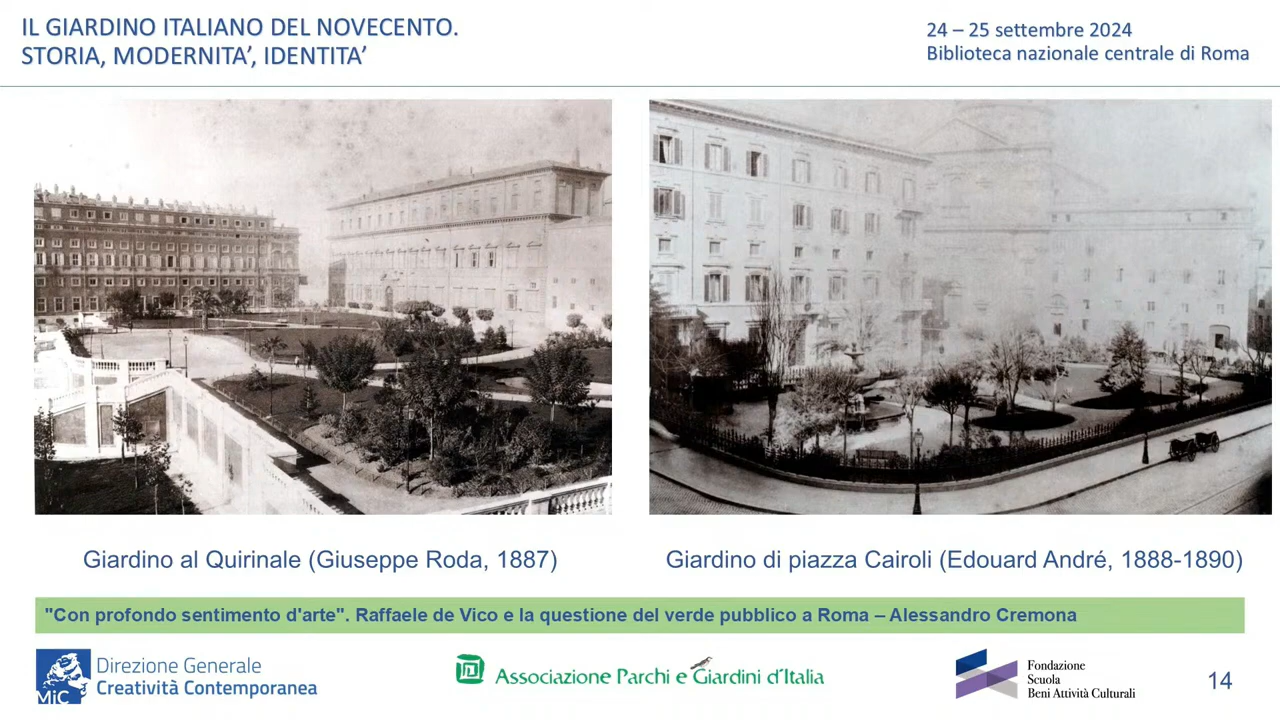 IL GIARDINO ITALIANO DEL NOVECENTO.
STORIA, MODERNITA', IDENTITA'
24 – 25 settembre 2024
Biblioteca nazionale centrale di Roma
Giardino al Quirinale (Giuseppe Roda, 1887)
Giardino di piazza Cairoli (Edouard André, 1888-1890)
"Con profondo sentimento d'arte". Raffaele de Vico e la questione del verde pubblico a Roma – Alessandro Cremona
MiC
Direzione Generale
Creatività Contemporanea
Associazione Parchi e Giardini d'Italia
Fondazione
Scuola
Beni Attività Culturali
14